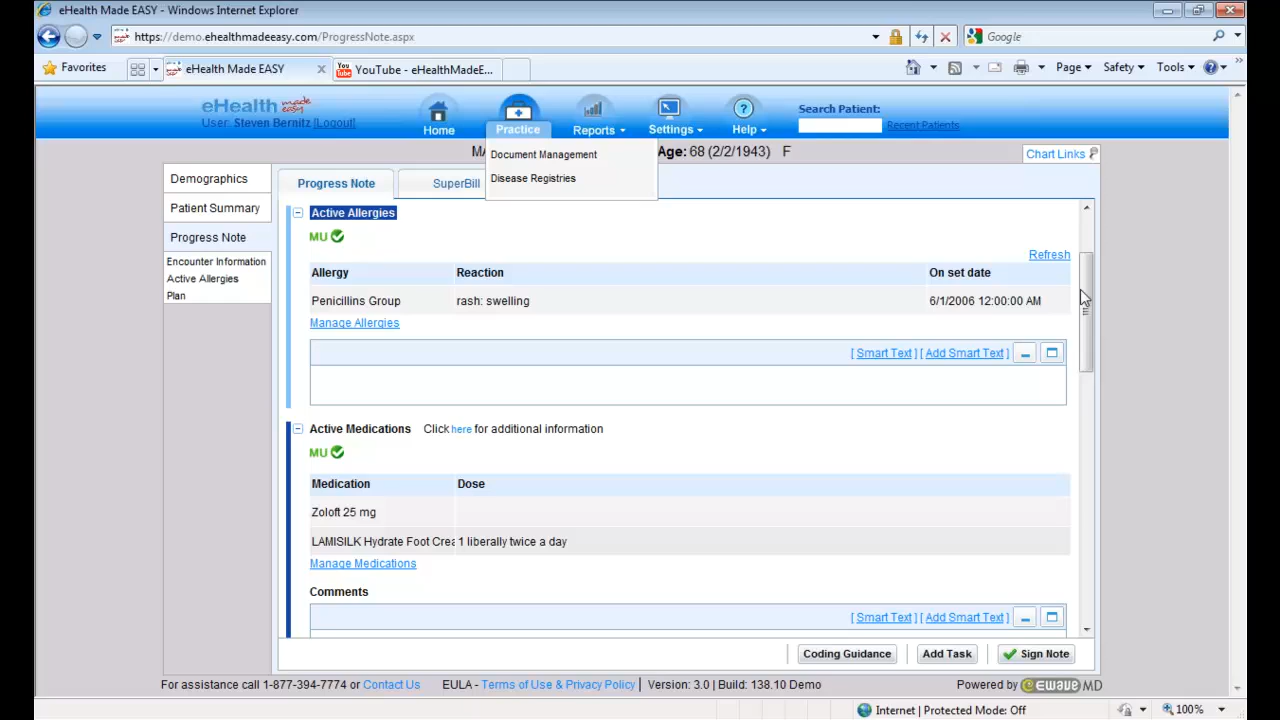 eHealth Made EASY - Windows Internet Explorer
https://demo.ehealthmadeeasy.com/ProgressNote.aspx
Google
Favorites
eHealth Made EASY
YouTube - eHealthMadeE...
Page
Safety
Tools
eHealth made easy
User: Steven Bernitz [Logout]
Home
Practice
Reports
Settings
Help
Search Patient:
Recent Patients
Document Management
Disease Registries
Age: 68 (2/2/1943) F
Chart Links
Demographics
Patient Summary
Progress Note
Encounter Information
Active Allergies
Plan
Progress Note
SuperBill
Active Allergies
MU
Refresh
Allergy Reaction On set date
Penicillins Group rash: swelling 6/1/2006 12:00:00 AM
Manage Allergies
[ Smart Text ] [ Add Smart Text ]
Active Medications Click here for additional information
MU
Medication Dose
Zoloft 25 mg
LAMISILK Hydrate Foot Crea 1 liberally twice a day
Manage Medications
Comments
[ Smart Text ] [ Add Smart Text ]
Coding Guidance
Add Task
Sign Note
For assistance call 1-877-394-7774 or Contact Us EULA - Terms of Use & Privacy Policy Version: 3.0 | Build: 138.10 Demo Powered by eWAVE MD
Internet | Protected Mode: Off
100%